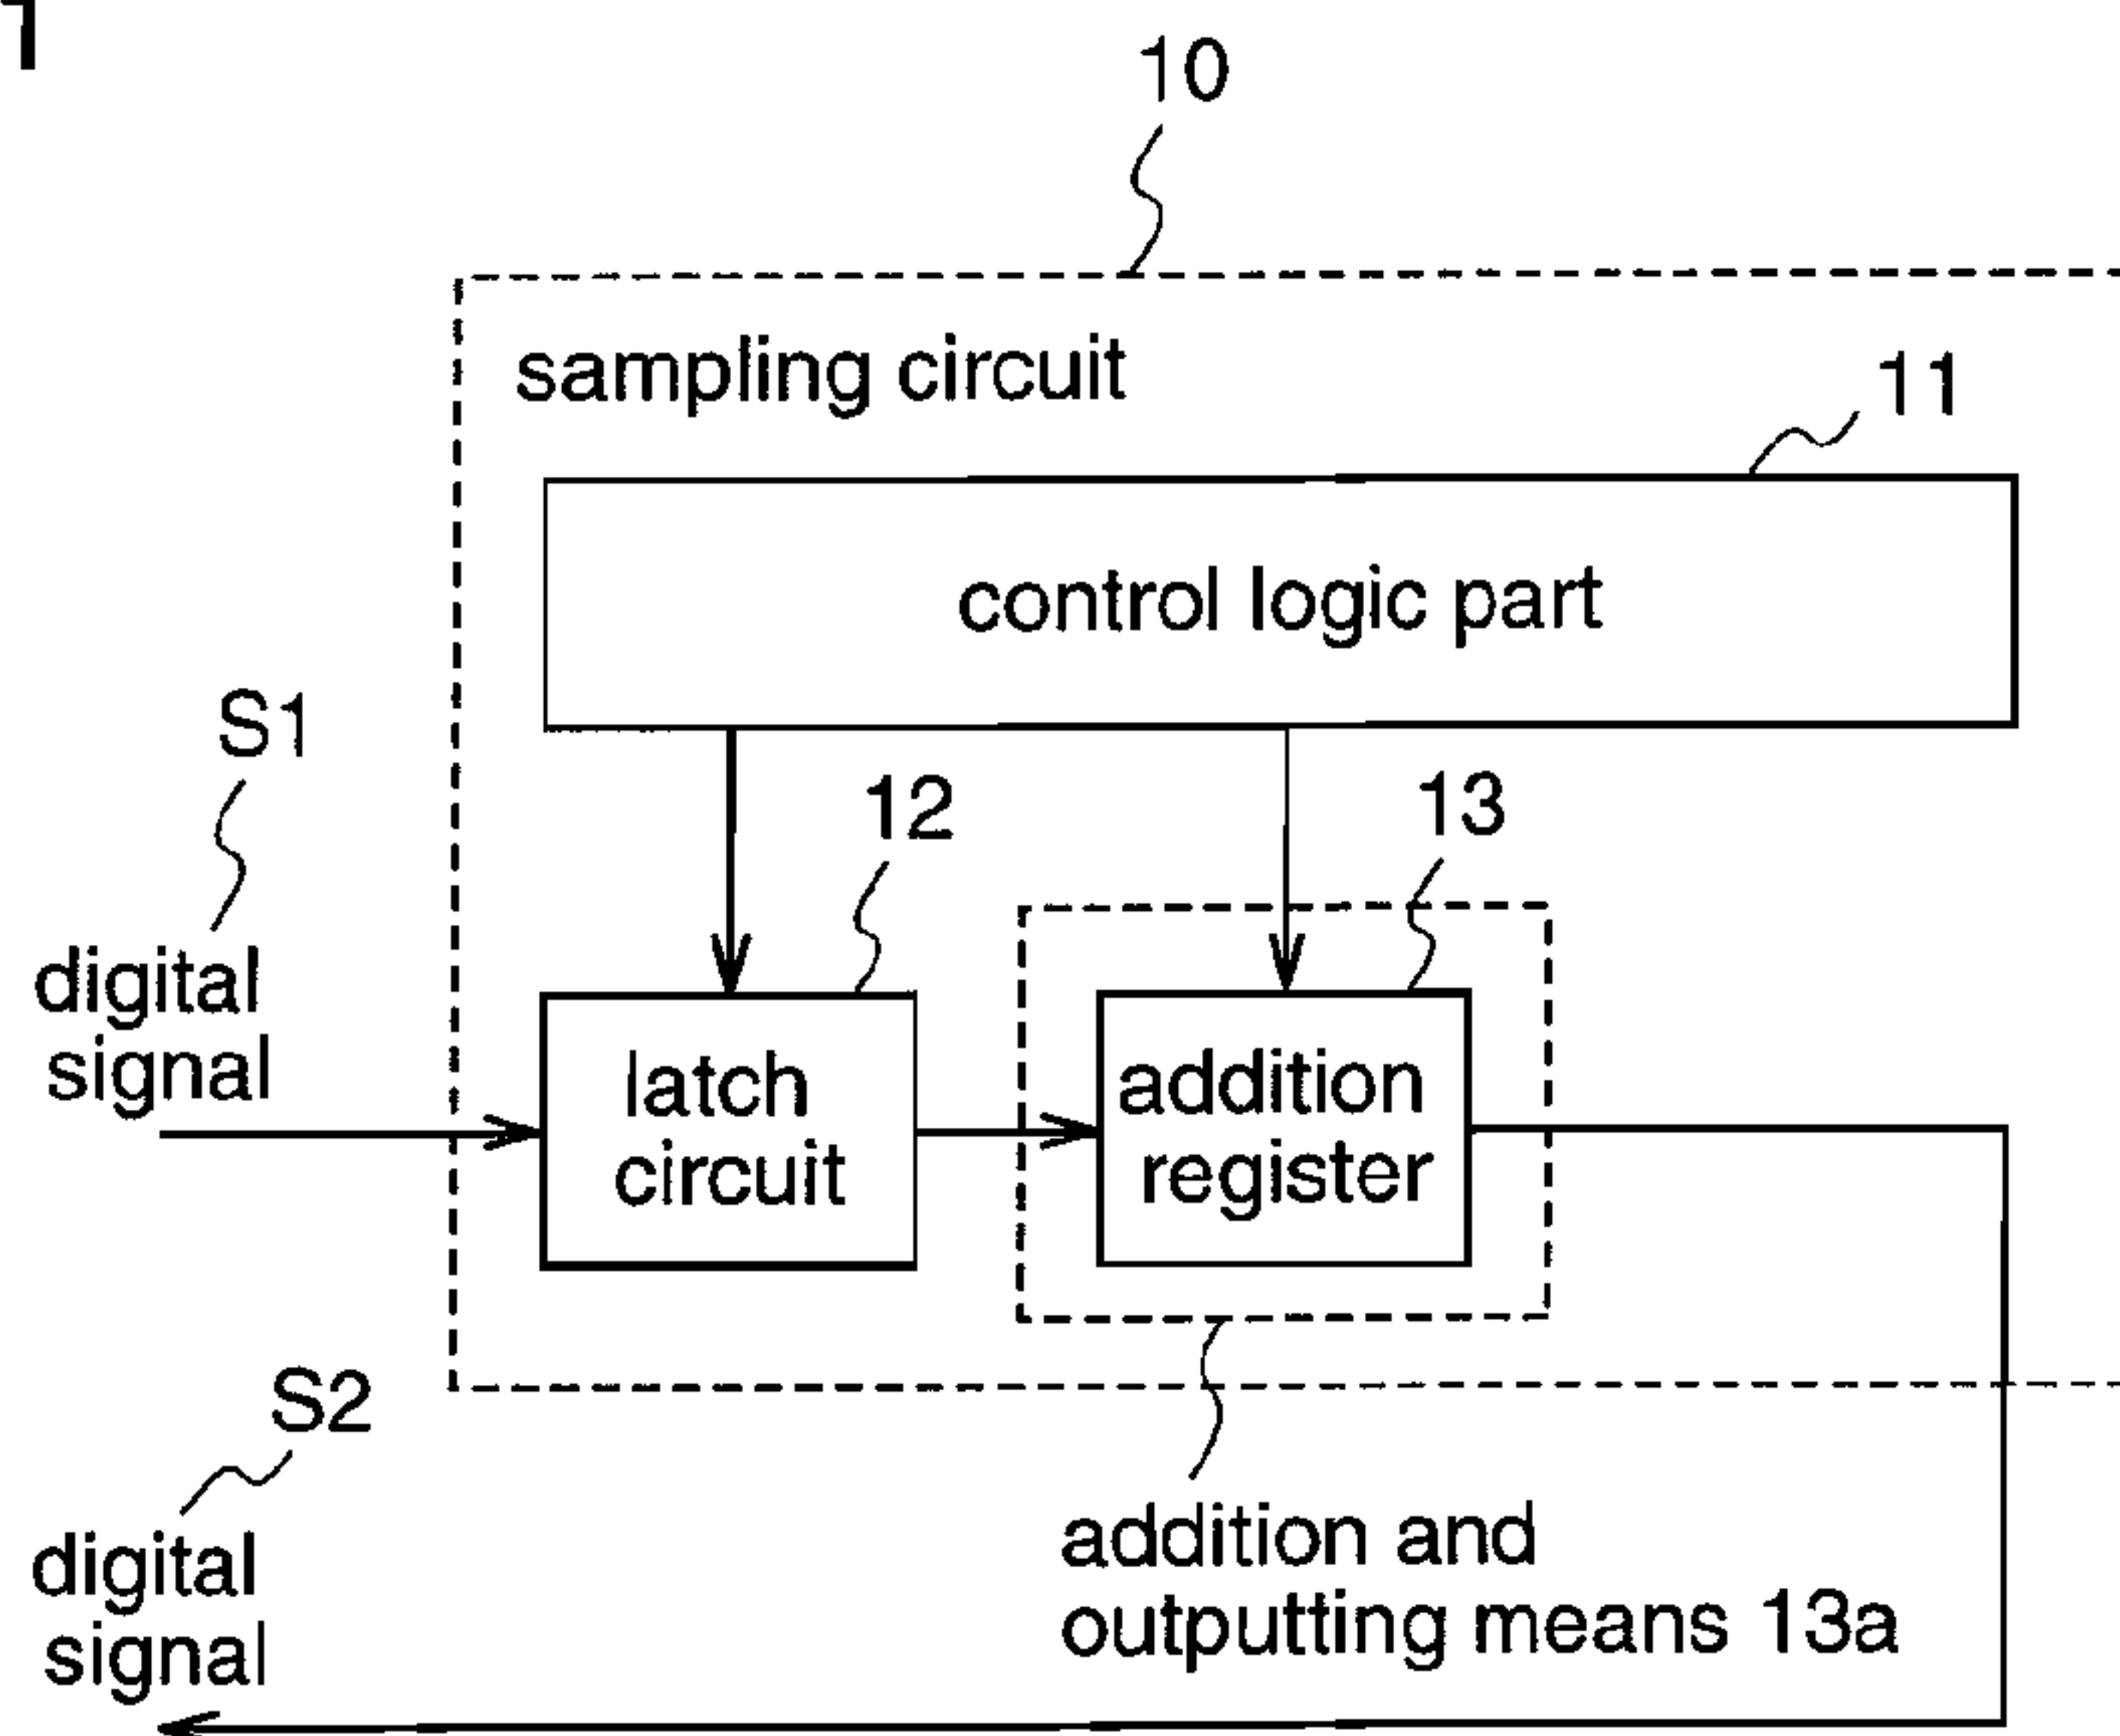 1
10
sampling circuit
11
control logic part
S1
12
13
digital
signal
latch
circuit
addition
register
S2
digital
signal
addition and
outputting means 13a